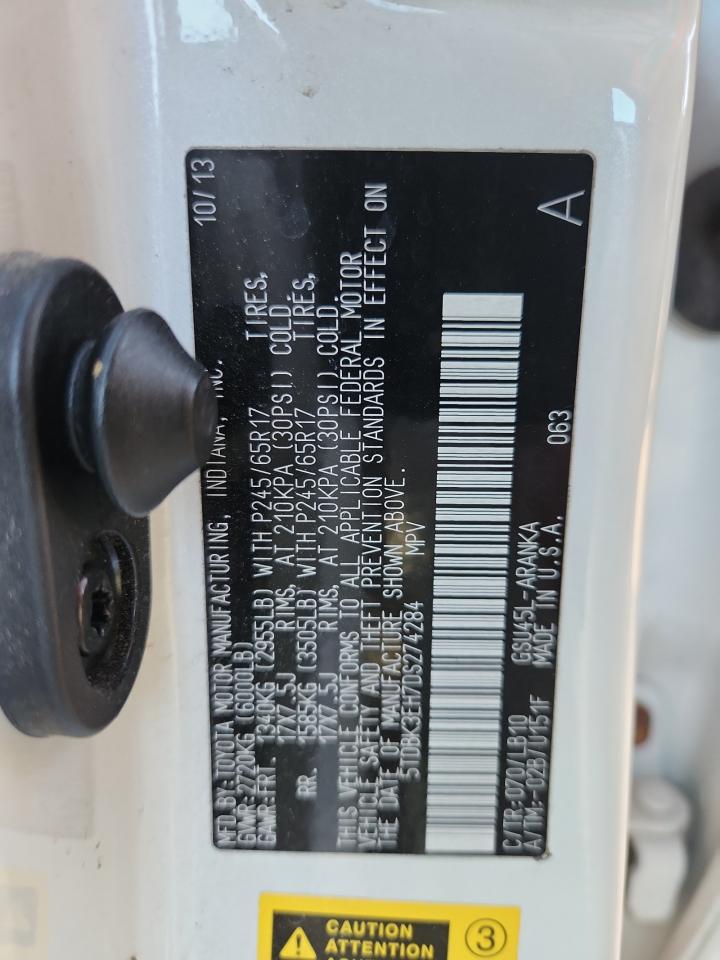 MFD.BY:TOYOTA MOTOR MANUFACTURING, INDIANA, INC. 10/13
GVWR:2720KG (6000LB)
GAWR:FRT. 1340KG (2955LB) WITH P245/65R17 TIRES,
17X7.5J RIMS, AT 210KPA (30PSI) COLD.
RR. 1585KG (3505LB) WITH P245/65R17 TIRES,
17X7.5J RIMS, AT 210KPA (30PSI) COLD.
THIS VEHICLE CONFORMS TO ALL APPLICABLE FEDERAL MOTOR
VEHICLE SAFETY AND THEFT PREVENTION STANDARDS IN EFFECT ON
THE DATE OF MANUFACTURE SHOWN ABOVE.
5TDBK3EH7DS274284 MPV
C/TR:070/LB10 GSU45L-ARANKA 063 A
A/TM:-02B/U151F MADE IN U.S.A.
CAUTION
ATTENTION
3